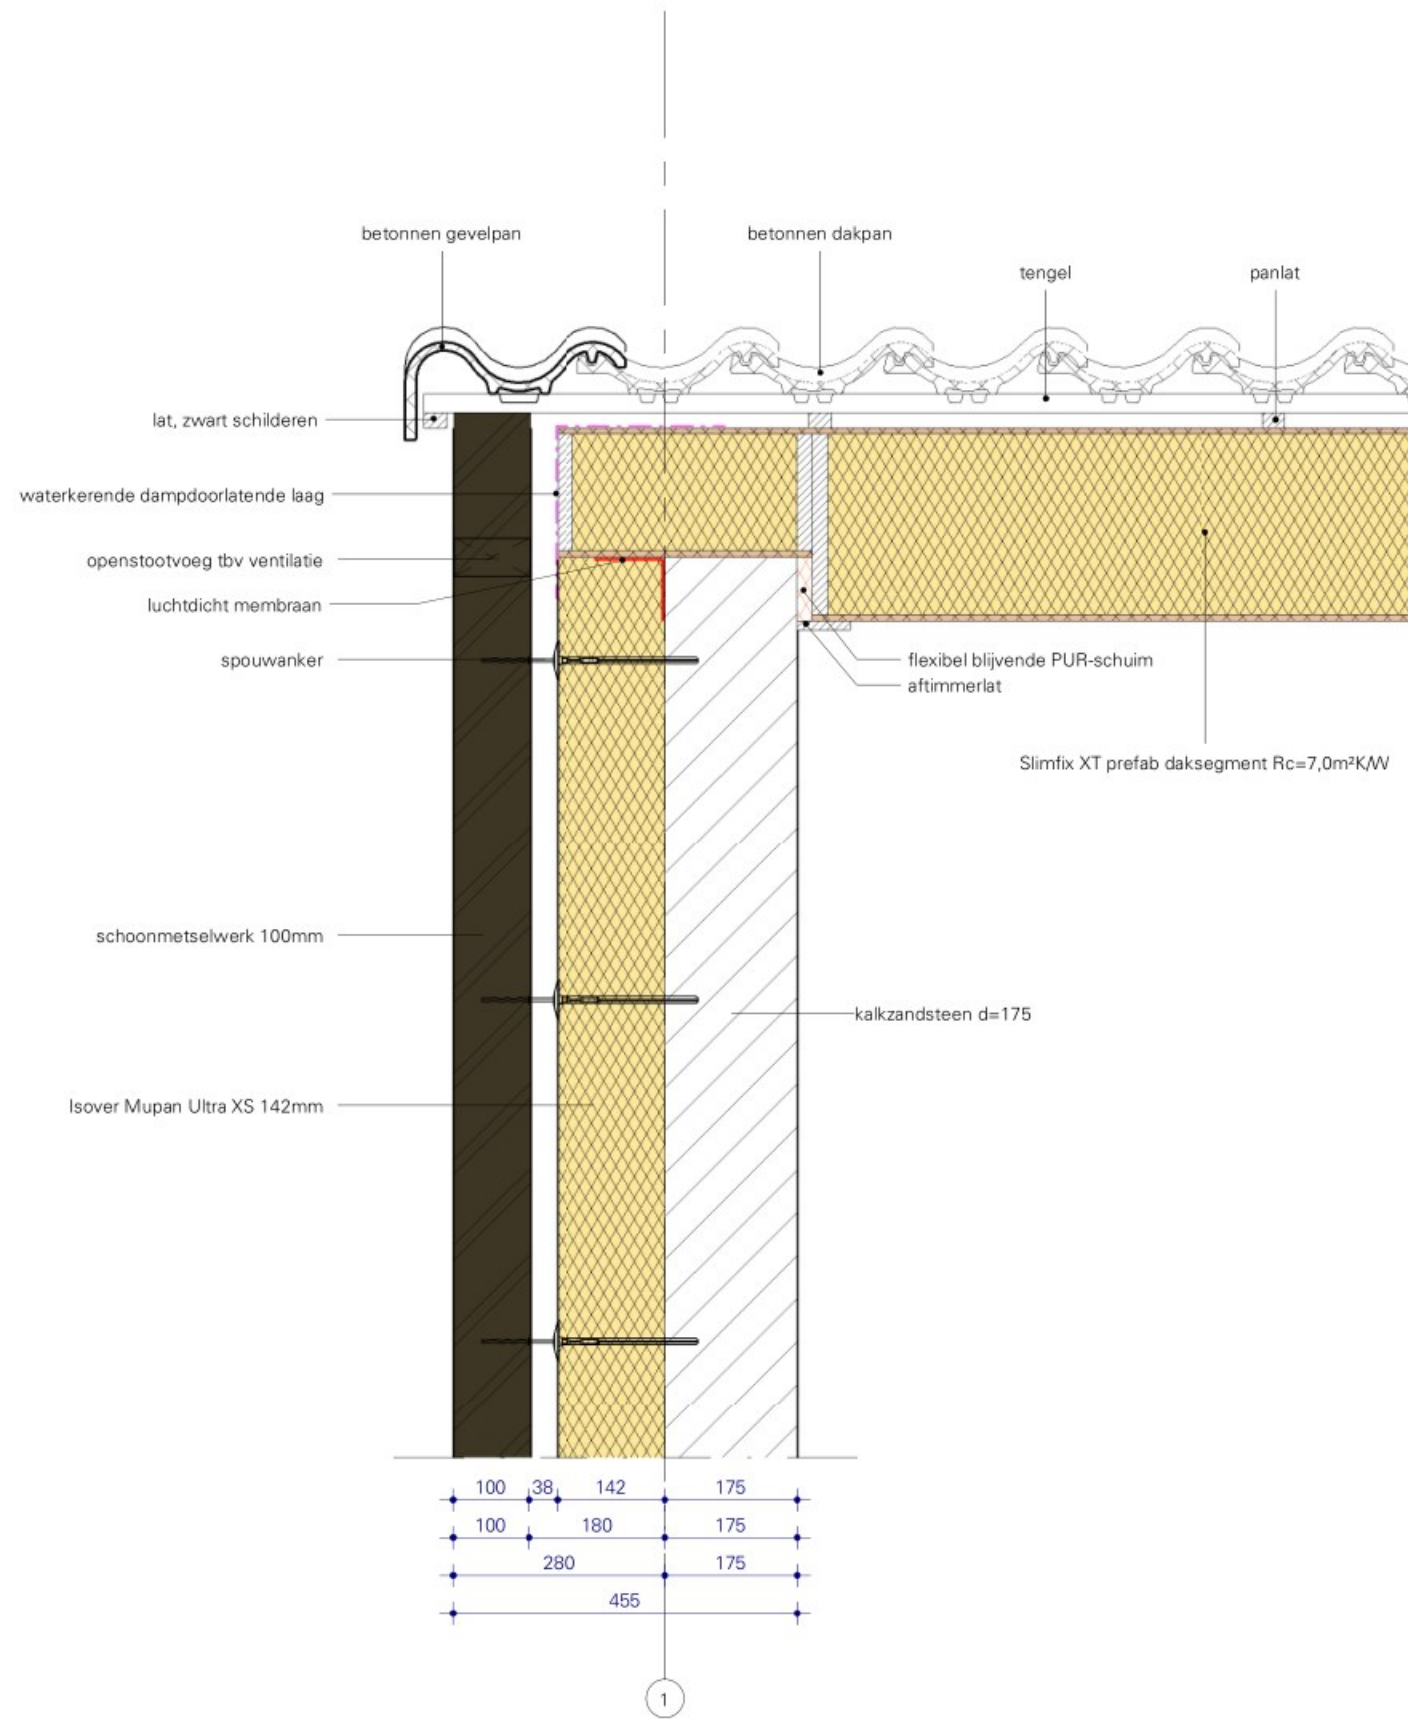 betonnen gevelpan
betonnen dakpan
tengel
panlat
lat, zwart schilderen
waterkerende dampdoorlatende laag
openstootvoeg tbv ventilatie
luchtdicht membraan
spouwanker
flexibel blijvende PUR-schuim
aftimmerlat
Slimfix XT prefab daksegment Rc=7,0m²K/W
schoonmetselwerk 100mm
kalkzandsteen d=175
Isover Mupan Ultra XS 142mm
100 38 142 175
100 180 175
280 175
455
1